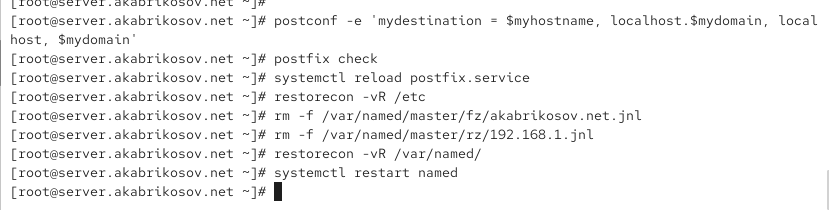 [root@server.akabrikosov.net ~]#
[root@server.akabrikosov.net ~]# postconf -e 'mydestination = $myhostname, localhost.$mydomain, local
host, $mydomain'
[root@server.akabrikosov.net ~]# postfix check
[root@server.akabrikosov.net ~]# systemctl reload postfix.service
[root@server.akabrikosov.net ~]# restorecon -vR /etc
[root@server.akabrikosov.net ~]# rm -f /var/named/master/fz/akabrikosov.net.jnl
[root@server.akabrikosov.net ~]# rm -f /var/named/master/rz/192.168.1.jnl
[root@server.akabrikosov.net ~]# restorecon -vR /var/named/
[root@server.akabrikosov.net ~]# systemctl restart named
[root@server.akabrikosov.net ~]#